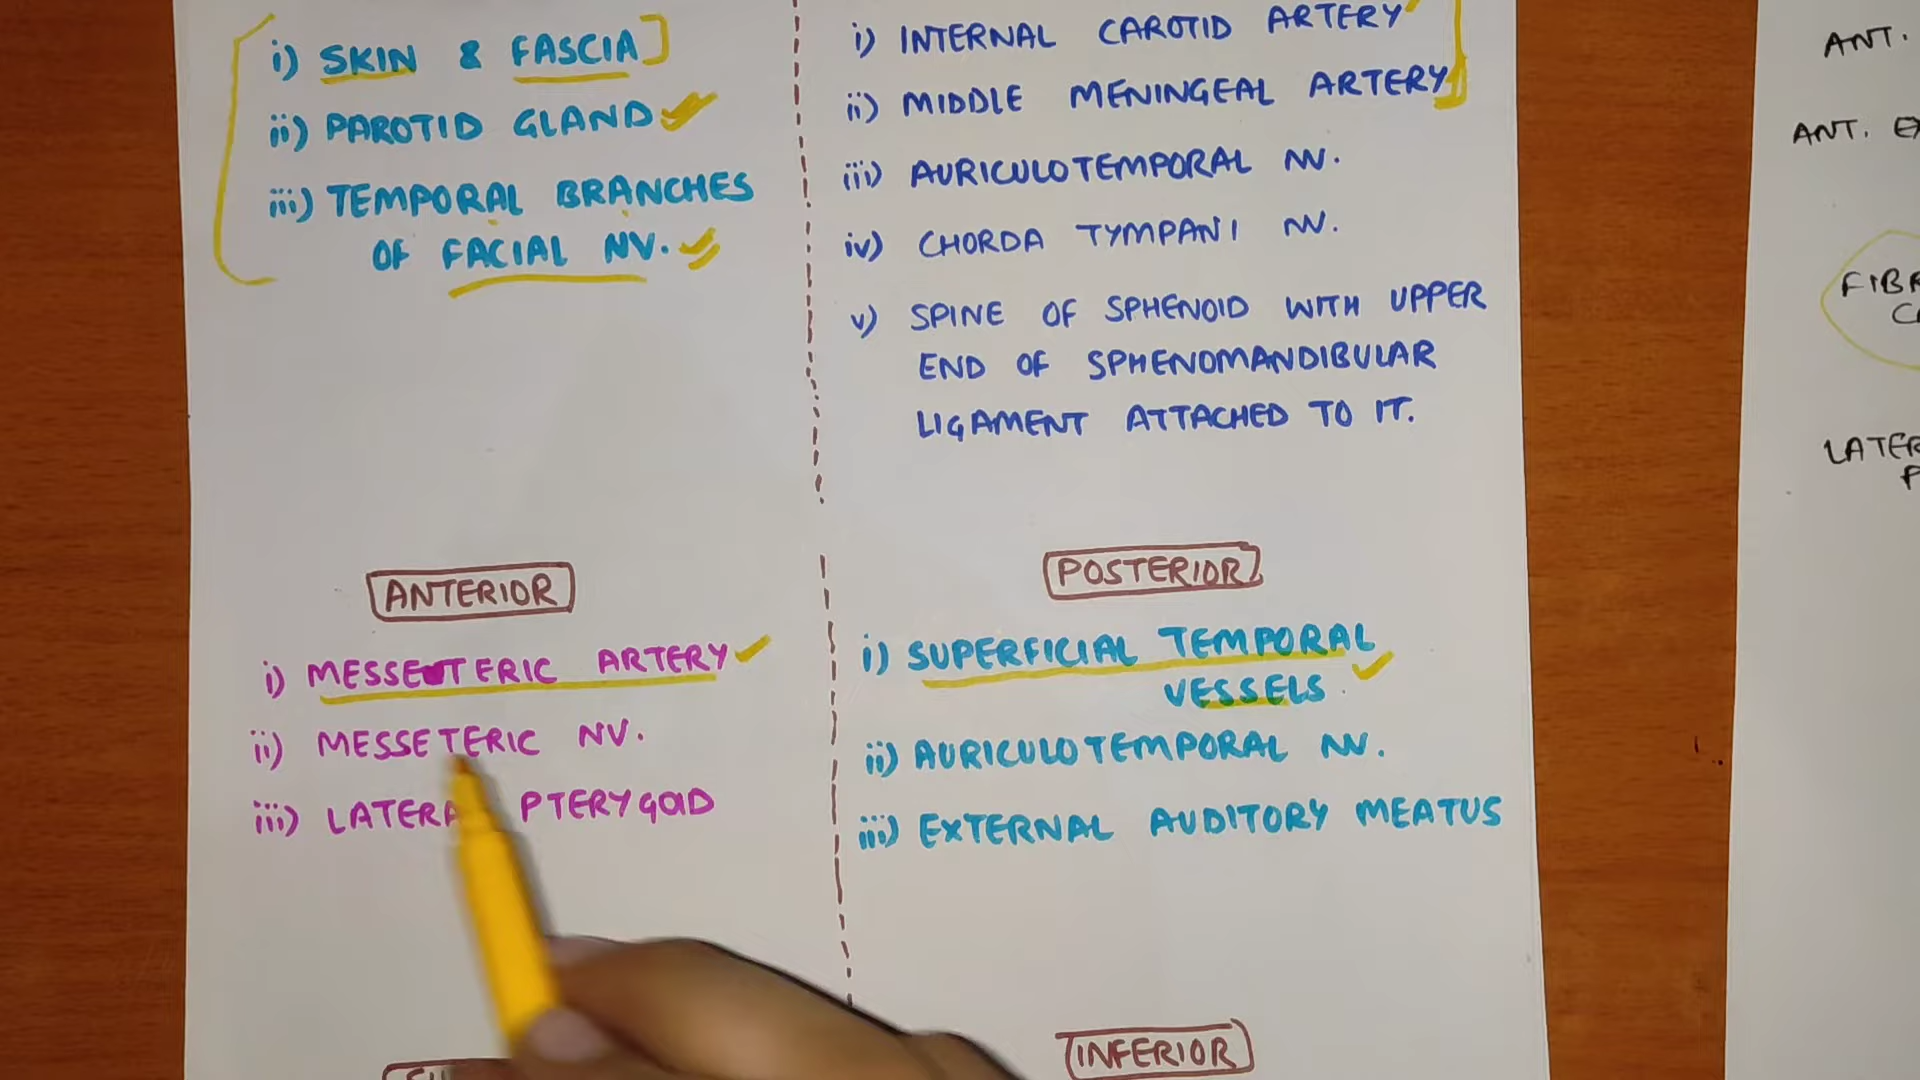 i) SKIN & FASCIA
ii) PAROTID GLAND
iii) TEMPORAL BRANCHES
OF FACIAL NV.
i) INTERNAL CAROTID ARTERY
ii) MIDDLE MENINGEAL ARTERY
iii) AURICULOTEMPORAL NV.
iv) CHORDA TYMPANI NV.
v) SPINE OF SPHENOID WITH UPPER
END OF SPHENOMANDIBULAR
LIGAMENT ATTACHED TO IT.
ANTERIOR
i) MESSETERIC ARTERY
ii) MESSETERIC NV.
iii) LATERA PTERYGOID
POSTERIOR
i) SUPERFICIAL TEMPORAL
VESSELS
ii) AURICULOTEMPORAL NV.
iii) EXTERNAL AUDITORY MEATUS
INFERIOR
ANT.
ANT. EX
FIBR
LATER